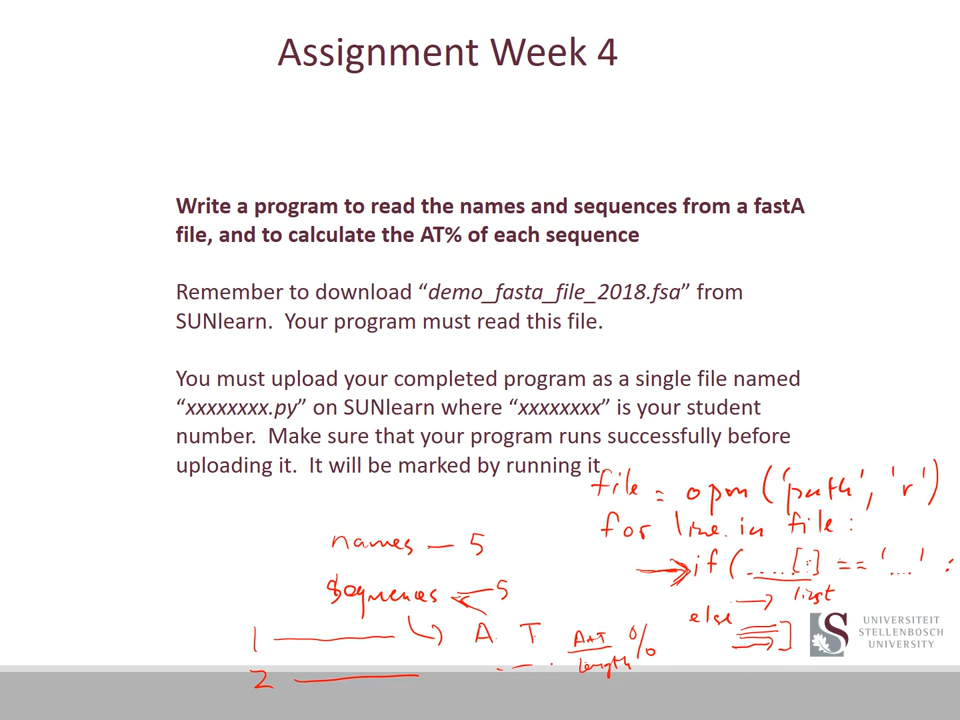 Assignment Week 4
Write a program to read the names and sequences from a fastA
file, and to calculate the AT% of each sequence
Remember to download “demo_fasta_file_2018.fsa” from
SUNlearn.  Your program must read this file.
You must upload your completed program as a single file named
“xxxxxxxx.py” on SUNlearn where “xxxxxxxx” is your student
number.  Make sure that your program runs successfully before
uploading it.  It will be marked by running it.
file = open('path', 'r')
for line in file:
if (.....[:] == '....' :
first
else
names — 5
sequences 5
A T
A+T
length
%
1
2
UNIVERSITEIT
STELLENBOSCH
UNIVERSITY